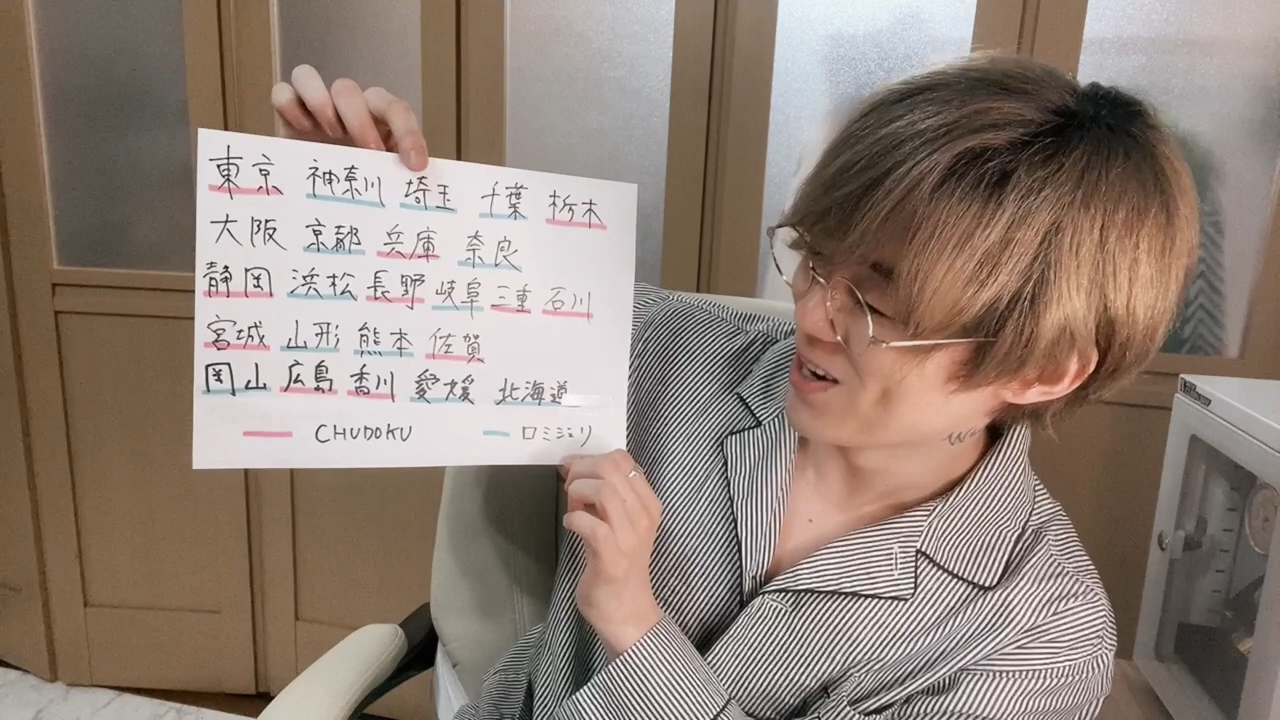 東京 神奈川 埼玉 千葉 栃木
大阪 京都 兵庫 奈良
静岡 浜松 長野 岐阜 三重 石川
宮城 山形 熊本 佐賀
岡山 広島 香川 愛媛 北海道
CHUDOKU ロミジュリ